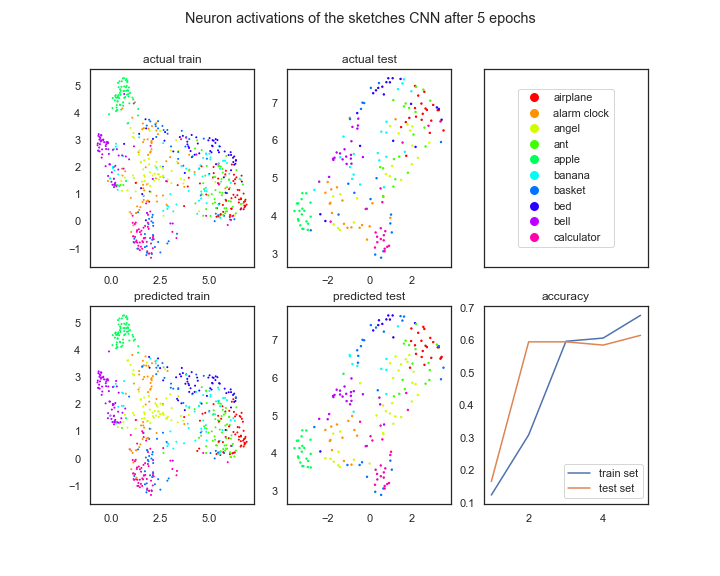 Neuron activations of the sketches CNN after 5 epochs
actual train
5
4
3
2
1
0
−1
0.0 2.5 5.0
actual test
7
6
5
4
3
−2 0 2
airplane
alarm clock
angel
ant
apple
banana
basket
bed
bell
calculator
predicted train
5
4
3
2
1
0
−1
0.0 2.5 5.0
predicted test
7
6
5
4
3
−2 0 2
accuracy
0.7
0.6
0.5
0.4
0.3
0.2
0.1
train set
test set
2 4